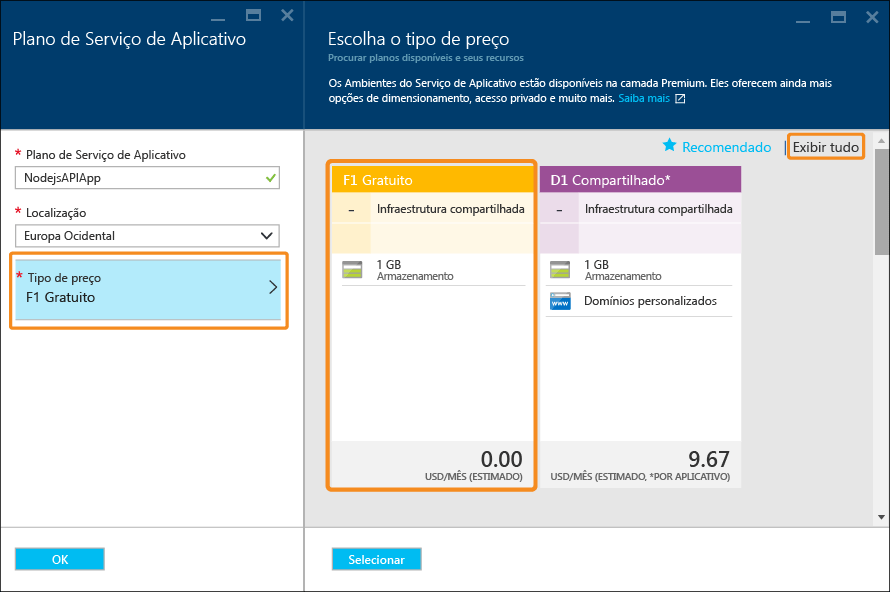 Plano de Serviço de Aplicativo
* Plano de Serviço de Aplicativo
NodejsAPIApp
* Localização
Europa Ocidental
* Tipo de preço
F1 Gratuito
OK
Escolha o tipo de preço
Procurar planos disponíveis e seus recursos
Os Ambientes do Serviço de Aplicativo estão disponíveis na camada Premium. Eles oferecem ainda mais
opções de dimensionamento, acesso privado e muito mais. Saiba mais
Recomendado | Exibir tudo
F1 Gratuito
- Infraestrutura compartilhada
1 GB
Armazenamento
0.00
USD/MÊS (ESTIMADO)
D1 Compartilhado*
- Infraestrutura compartilhada
1 GB
Armazenamento
www Domínios personalizados
9.67
USD/MÊS (ESTIMADO, *POR APLICATIVO)
Selecionar